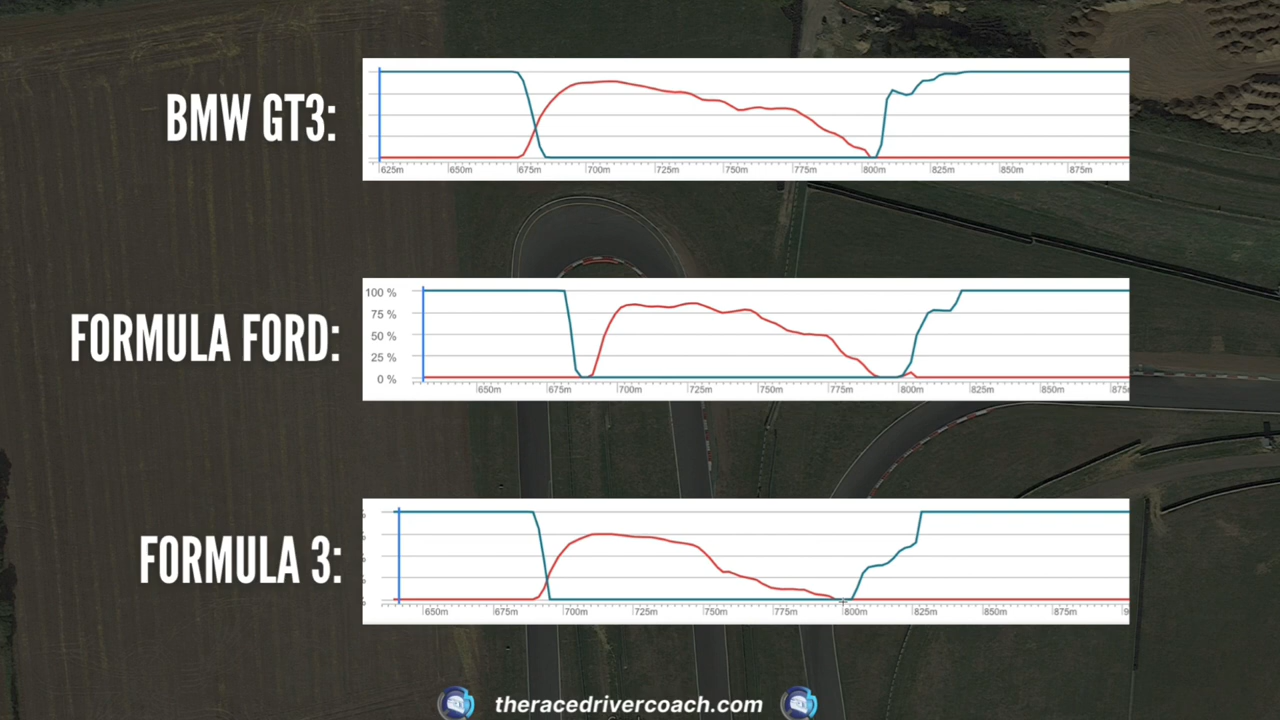 BMW GT3:
625m 650m 675m 700m 725m 750m 775m 800m 825m 850m 875m
FORMULA FORD:
100 %
75 %
50 %
25 %
0 %
650m 675m 700m 725m 750m 775m 800m 825m 850m 875
FORMULA 3:
650m 675m 700m 725m 750m 775m 800m 825m 850m 875m 9
theracedrivercoach.com